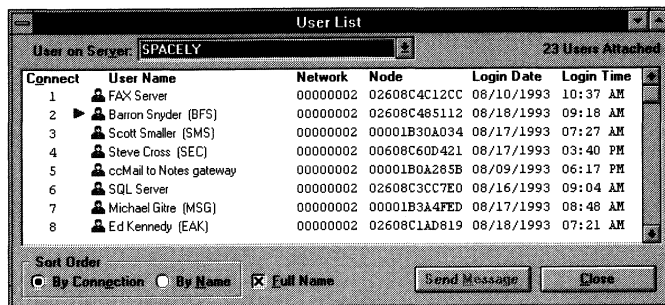 User List
User on Server: SPACELY 23 Users Attached
Connect User Name Network Node Login Date Login Time
1 FAX Server 00000002 02608C4C12CC 08/10/1993 10:37 AM
2 Barron Snyder (BFS) 00000002 02608C485112 08/18/1993 09:18 AM
3 Scott Smaller (SMS) 00000002 00001B30A034 08/17/1993 07:27 AM
4 Steve Cross (SEC) 00000002 00608C60D421 08/17/1993 03:40 PM
5 ccMail to Notes gateway 00000002 00001B0A285B 08/09/1993 06:17 PM
6 SQL Server 00000002 02608C3CC7E0 08/16/1993 09:04 AM
7 Michael Gitre (MSG) 00000002 00001B3A4FED 08/17/1993 08:48 AM
8 Ed Kennedy (EAK) 00000002 02608C1AD819 08/18/1993 07:21 AM
Sort Order
By Connection By Name Full Name Send Message Close